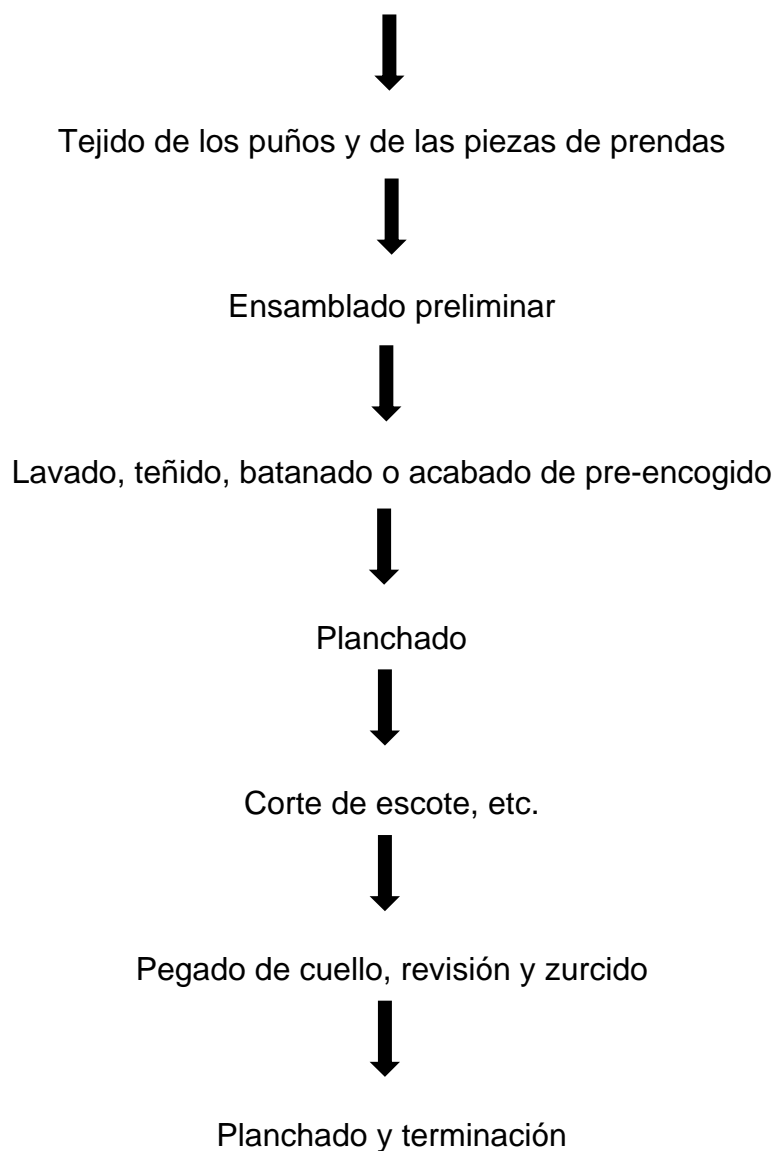 Tejido de los puños y de las piezas de prendas
Ensamblado preliminar
Lavado, teñido, batanado o acabado de pre-encogido
Planchado
Corte de escote, etc.
Pegado de cuello, revisión y zurcido
Planchado y terminación